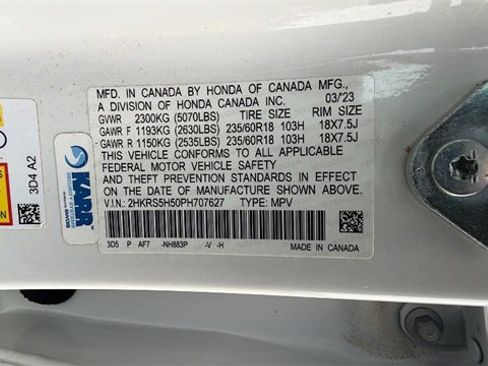 MFD. IN CANADA BY HONDA OF CANADA MFG.,
A DIVISION OF HONDA CANADA INC. 03/23
GVWR 2300KG (5070LBS) TIRE SIZE RIM SIZE
GAWR F 1193KG (2630LBS) 235/60R18 103H 18X7.5J
GAWR R 1150KG (2535LBS) 235/60R18 103H 18X7.5J
THIS VEHICLE CONFORMS TO ALL APPLICABLE
FEDERAL MOTOR VEHICLE SAFETY, BUMPER, AND
THEFT PREVENTION STANDARDS IN EFFECT ON
THE DATE OF MANUFACTURE SHOWN ABOVE.
V.I.N.: 2HKRS5H50PH707627 TYPE: MPV
3D5 P AF7 -NH883P -V -H MADE IN CANADA
3D4 A2
KARR